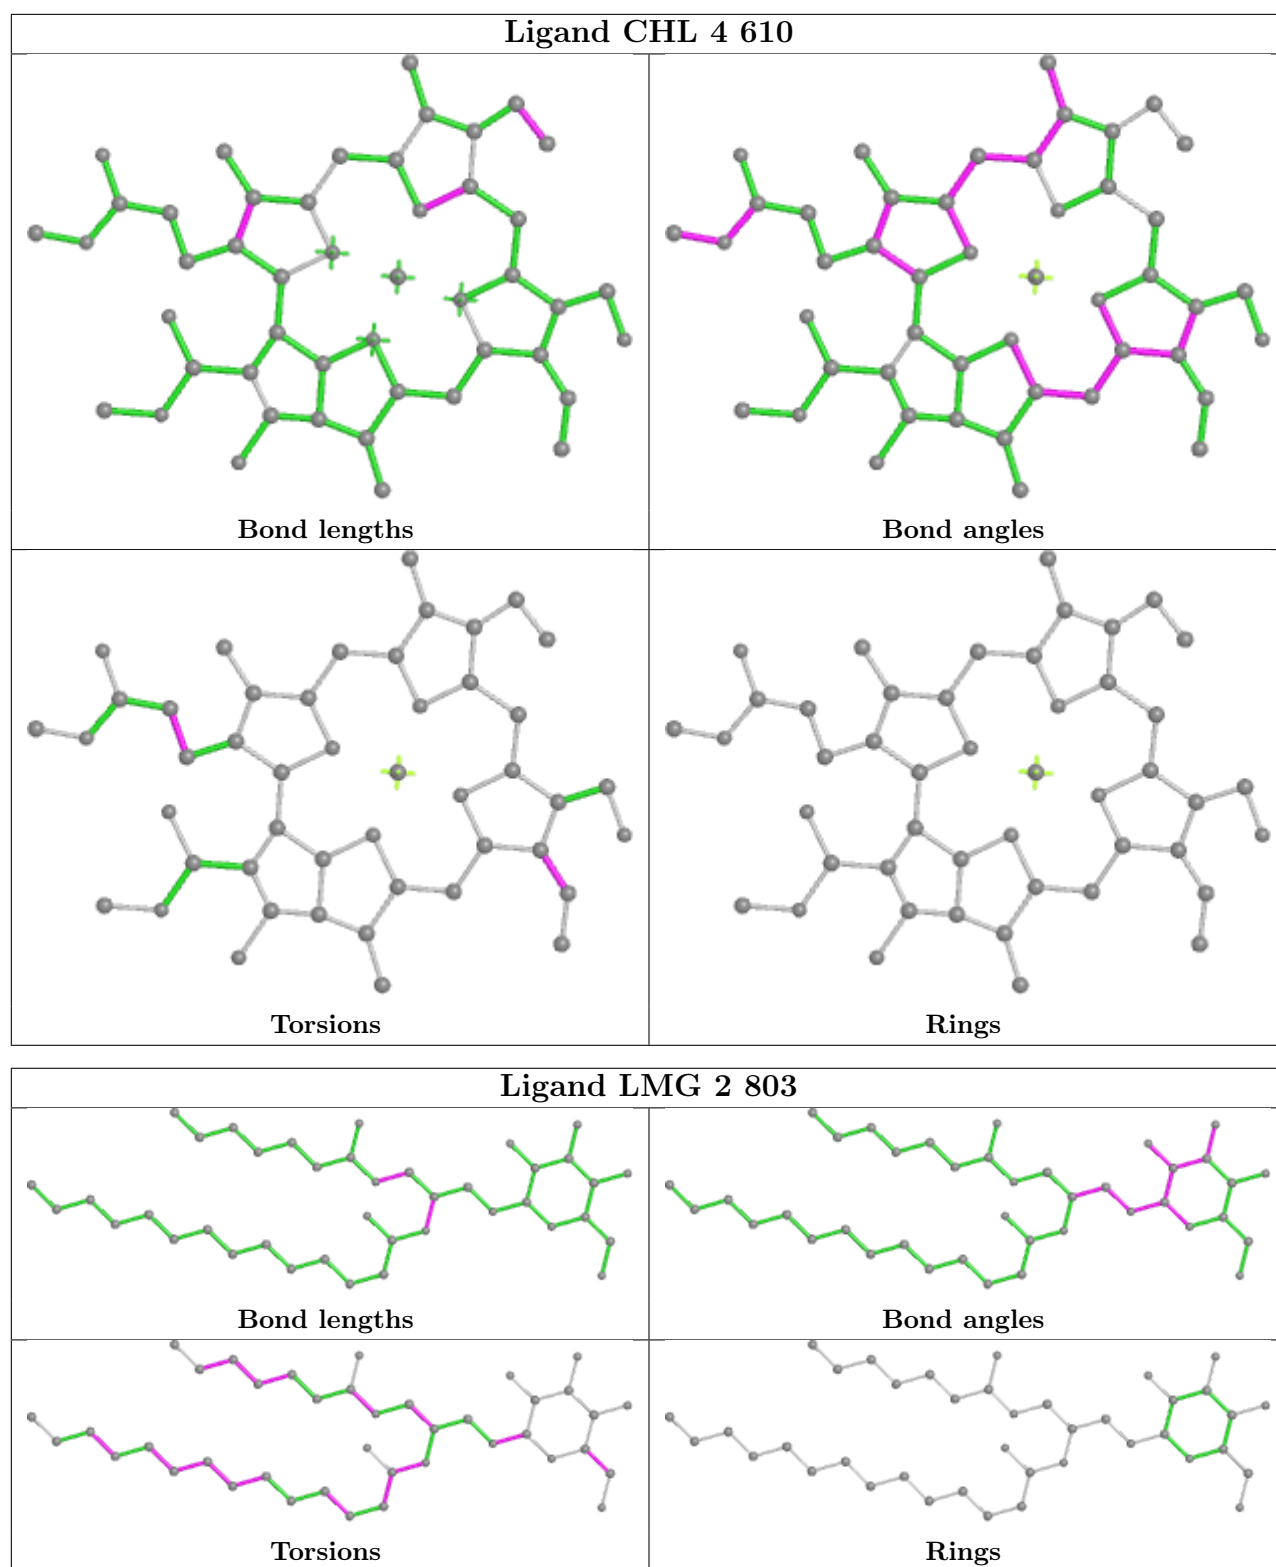 Ligand CHL 4 610
Bond lengths
Bond angles
Torsions
Rings
Ligand LMG 2 803
Bond lengths
Bond angles
Torsions
Rings